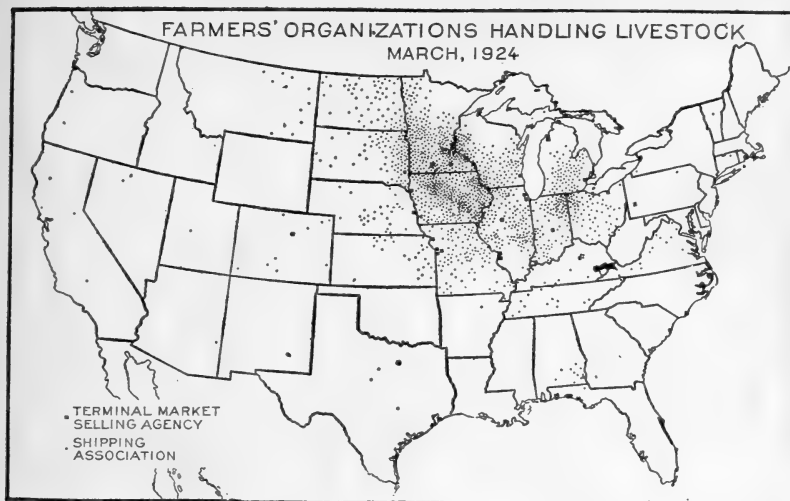 FARMERS' ORGANIZATIONS HANDLING LIVESTOCK
MARCH, 1924
TERMINAL MARKET
SELLING AGENCY
SHIPPING
ASSOCIATION